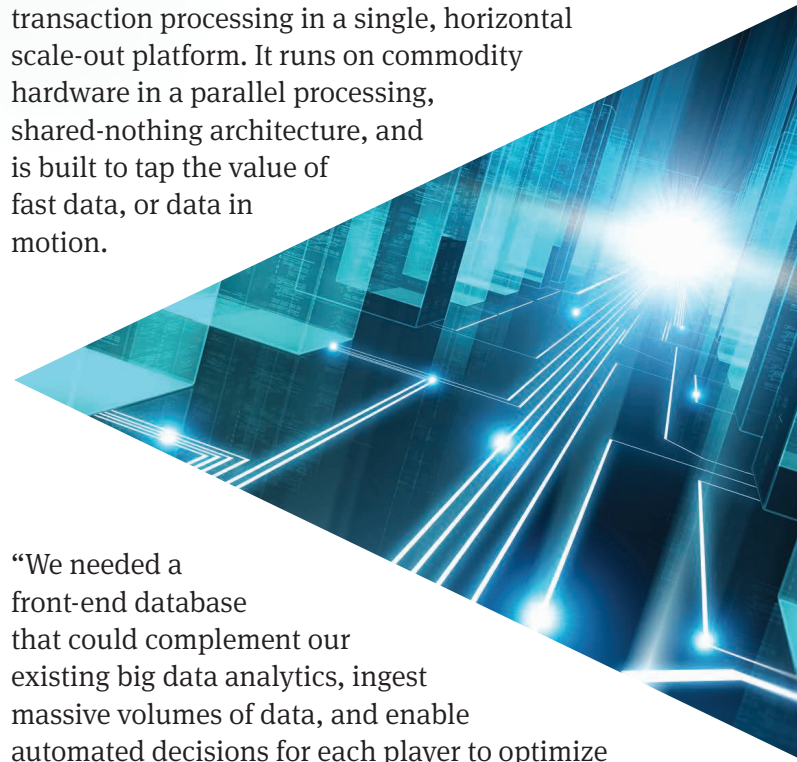 transaction processing in a single, horizontal
scale-out platform. It runs on commodity
hardware in a parallel processing,
shared-nothing architecture, and
is built to tap the value of
fast data, or data in
motion.
“We needed a
front-end database
that could complement our
existing big data analytics, ingest
massive volumes of data, and enable
automated decisions for each player to optimize